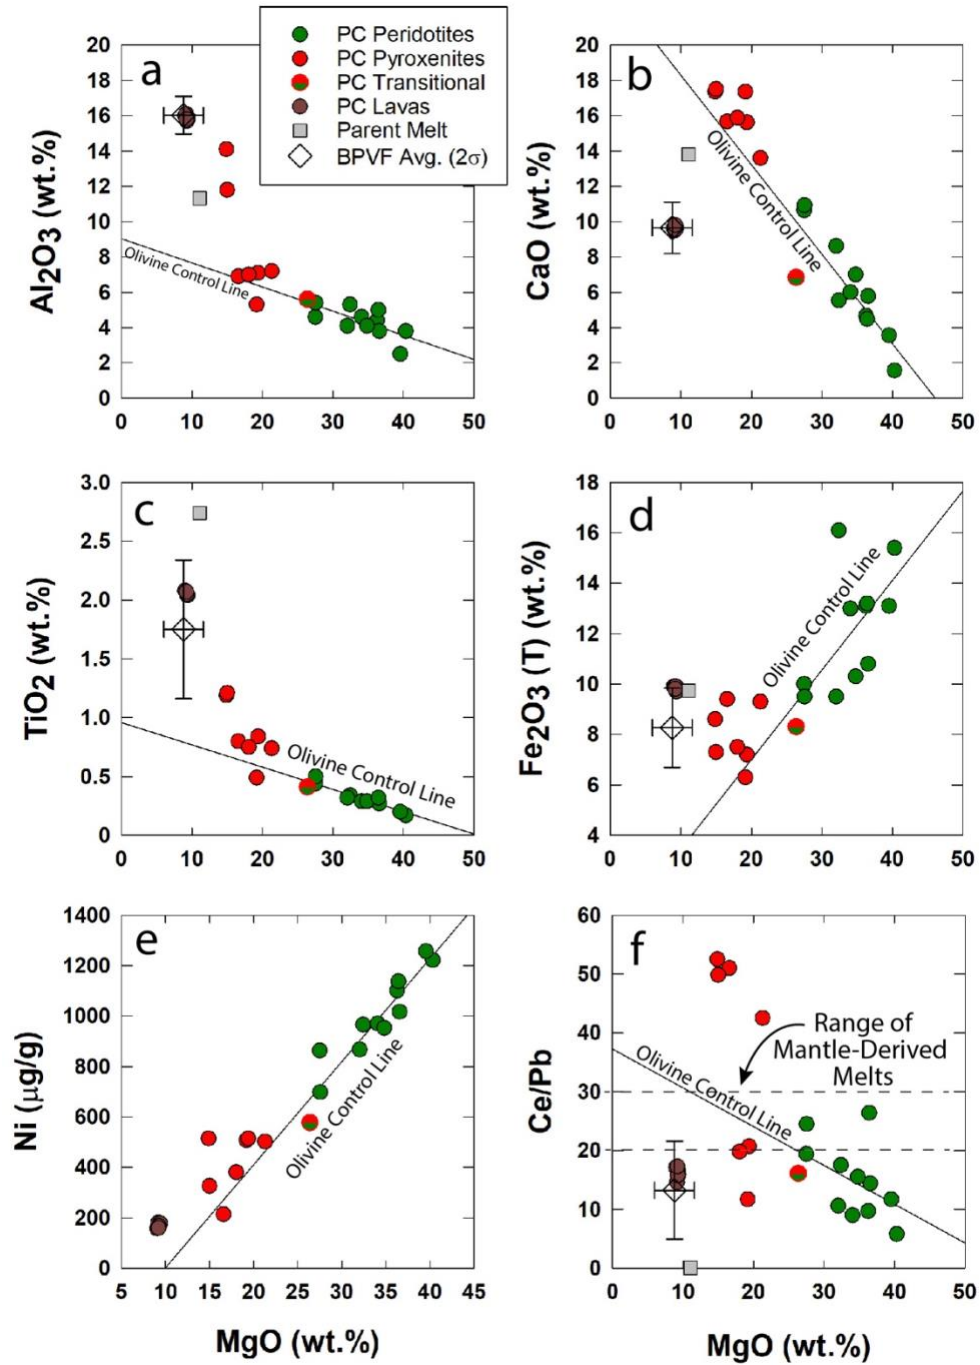 PC Peridotites
PC Pyroxenites
PC Transitional
PC Lavas
Parent Melt
BPVF Avg. (2σ)
a
Al2O3 (wt.%)
20
18
16
14
12
10
8
6
4
2
0
Olivine Control Line
0 10 20 30 40 50
b
CaO (wt.%)
20
18
16
14
12
10
8
6
4
2
0
Olivine Control Line
0 10 20 30 40 50
c
TiO2 (wt.%)
3.0
2.5
2.0
1.5
1.0
0.5
0
Olivine Control Line
0 10 20 30 40 50
d
Fe2O3 (T) (wt.%)
18
16
14
12
10
8
6
4
Olivine Control Line
0 10 20 30 40 50
e
Ni (µg/g)
1400
1200
1000
800
600
400
200
0
Olivine Control Line
5 10 15 20 25 30 35 40 45
MgO (wt.%)
f
Ce/Pb
60
50
40
30
20
10
0
Range of
Mantle-Derived
Melts
Olivine Control Line
0 10 20 30 40 50
MgO (wt.%)